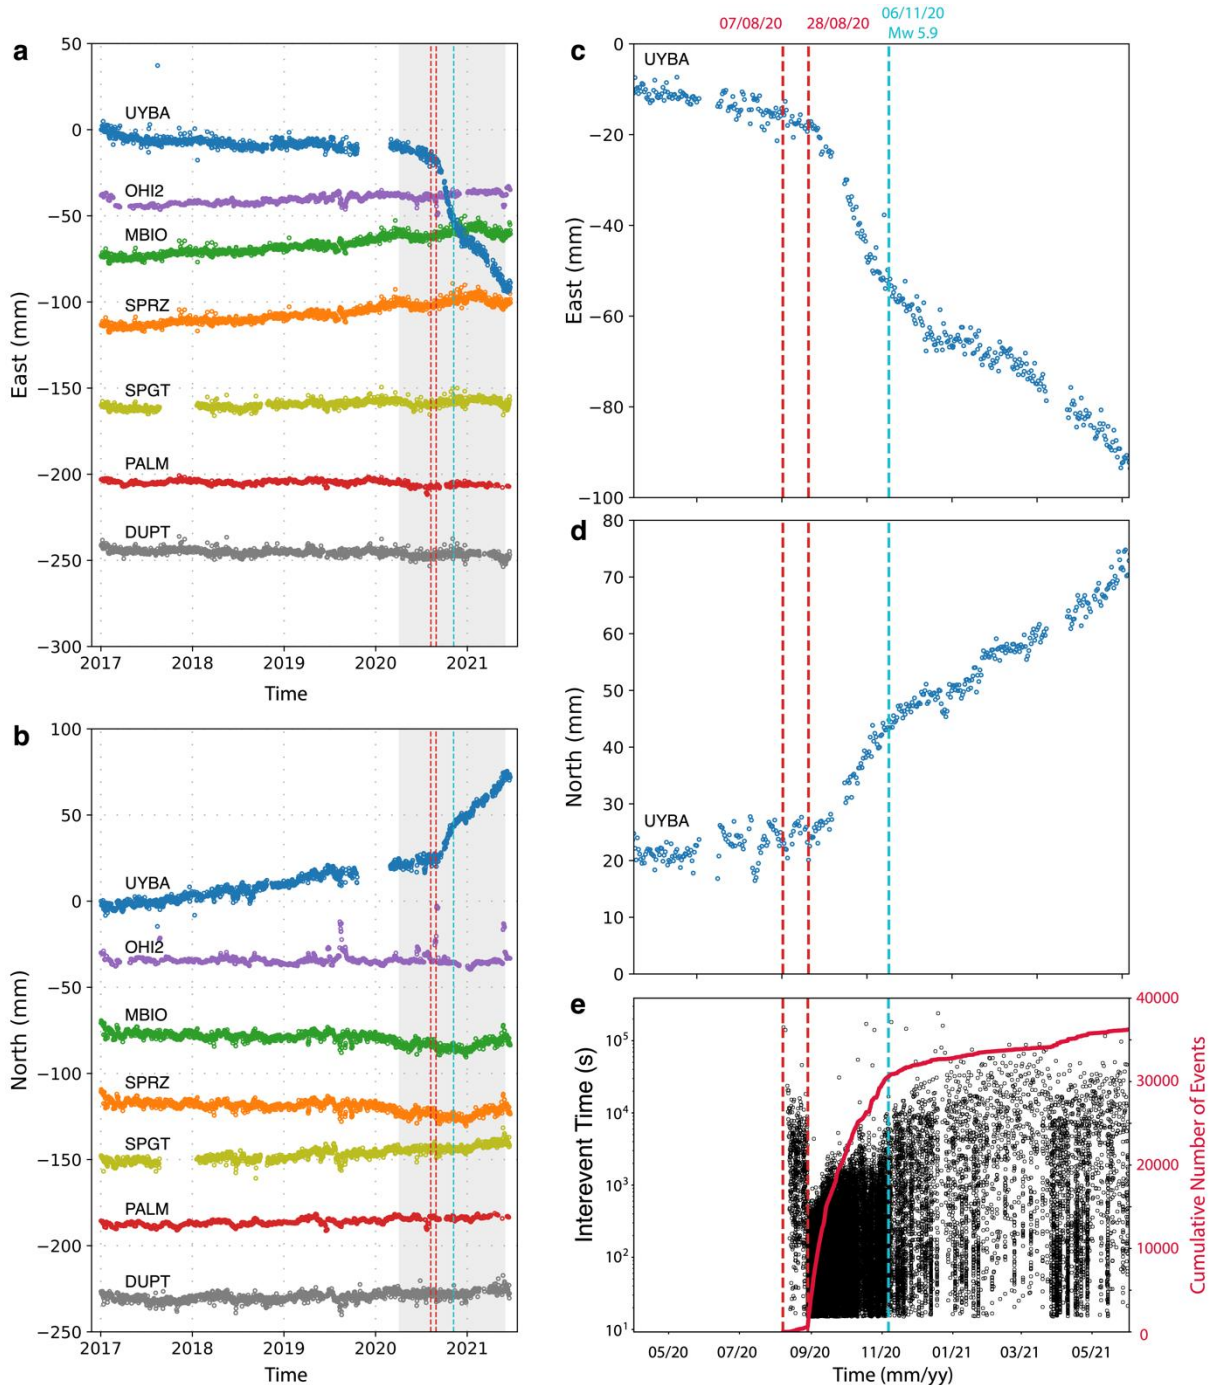 a
50
0
−50
−100
−150
−200
−250
−300
East (mm)
UYBA
OHI2
MBIO
SPRZ
SPGT
PALM
DUPT
2017 2018 2019 2020 2021
Time
b
100
50
0
−50
−100
−150
−200
−250
North (mm)
UYBA
OHI2
MBIO
SPRZ
SPGT
PALM
DUPT
2017 2018 2019 2020 2021
Time
07/08/20 28/08/20 06/11/20
Mw 5.9
c
0
−20
−40
−60
−80
−100
East (mm)
UYBA
d
80
70
60
50
40
30
20
10
0
North (mm)
UYBA
e
10⁵
10⁴
10³
10²
10¹
Interevent Time (s)
40000
30000
20000
10000
0
Cumulative Number of Events
05/20 07/20 09/20 11/20 01/21 03/21 05/21
Time (mm/yy)